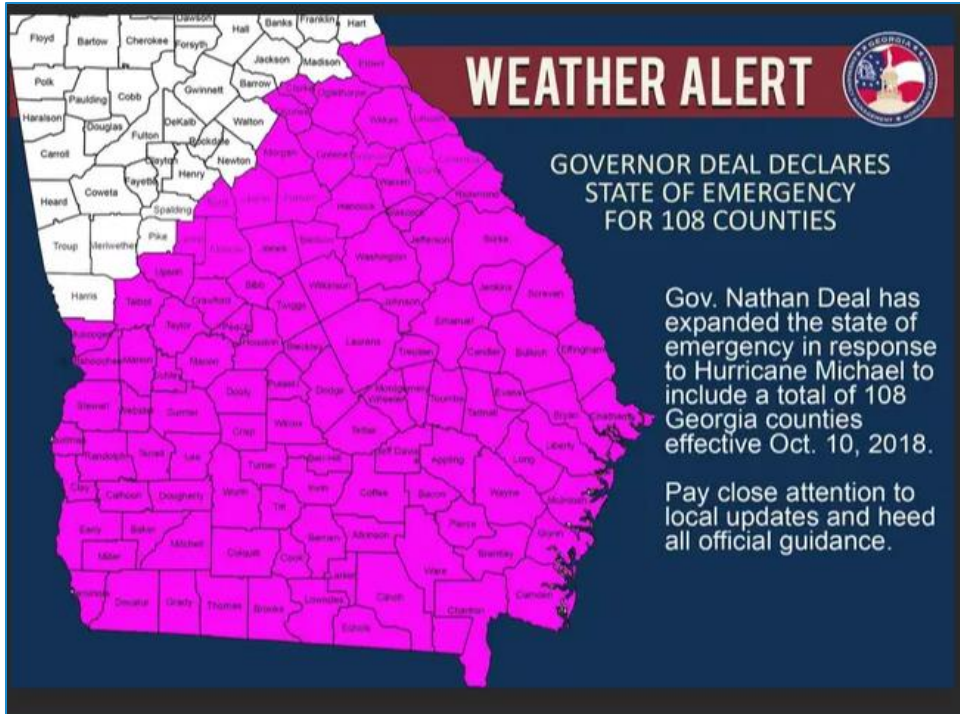 WEATHER ALERT
GOVERNOR DEAL DECLARES
STATE OF EMERGENCY
FOR 108 COUNTIES
Gov. Nathan Deal has
expanded the state of
emergency in response
to Hurricane Michael to
include a total of 108
Georgia counties
effective Oct. 10, 2018.
Pay close attention to
local updates and heed
all official guidance.
GEORGIA
Dawson
Banks
Franklin
Hart
Hall
Floyd
Bartow
Cherokee
Forsyth
Jackson
Madison
Elbert
Polk
Paulding
Cobb
Gwinnett
Barrow
Clarke
Oglethorpe
Haralson
Douglas
Fulton
DeKalb
Walton
Wilkes
Lincoln
Rockdale
Carroll
Clayton
Newton
Morgan
Greene
Heard
Coweta
Fayette
Henry
Warren
Richmond
Spalding
Hancock
Troup
Meriwether
Pike
Jones
Jefferson
Burke
Washington
Upson
Harris
Talbot
Crawford
Bibb
Twiggs
Wilkinson
Johnson
Jenkins
Screven
Emanuel
Taylor
Peach
Houston
Bleckley
Laurens
Treutlen
Candler
Bulloch
Effingham
Marion
Macon
Stewart
Webster
Sumter
Dooly
Pulaski
Dodge
Wheeler
Montgomery
Toombs
Tattnall
Evans
Bryan
Chatham
Crisp
Wilcox
Telfair
Randolph
Terrell
Lee
Turner
Ben Hill
Jeff Davis
Appling
Long
Liberty
Clay
Calhoun
Dougherty
Worth
Tift
Irwin
Coffee
Bacon
Wayne
McIntosh
Early
Baker
Mitchell
Miller
Colquitt
Cook
Berrien
Atkinson
Pierce
Glynn
Brantley
Ware
Decatur
Grady
Thomas
Brooks
Lowndes
Lanier
Clinch
Echols
Charlton
Camden